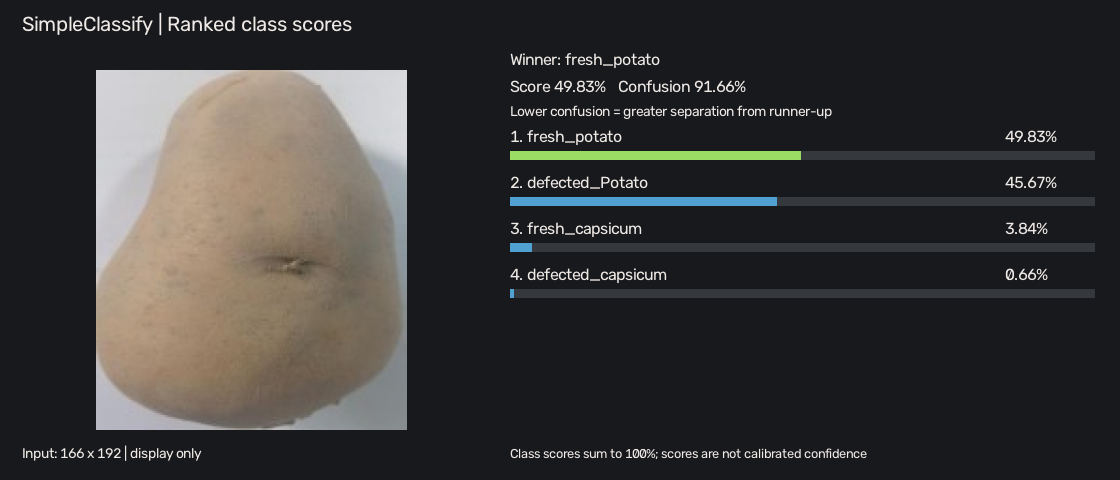 SimpleClassify | Ranked class scores
Winner: fresh_potato
Score 49.83% Confusion 91.66%
Lower confusion = greater separation from runner-up
1. fresh_potato 49.83%
2. defected_Potato 45.67%
3. fresh_capsicum 3.84%
4. defected_capsicum 0.66%
Input: 166 x 192 | display only
Class scores sum to 100%; scores are not calibrated confidence